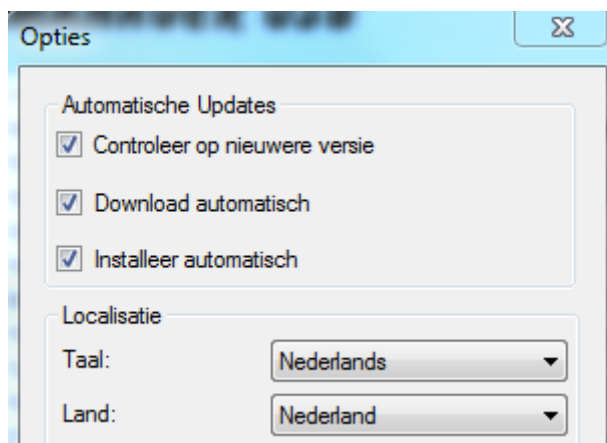 Opties
Automatische Updates
Controleer op nieuwere versie
Download automatisch
Installeer automatisch
Localisatie
Taal: Nederlands
Land: Nederland